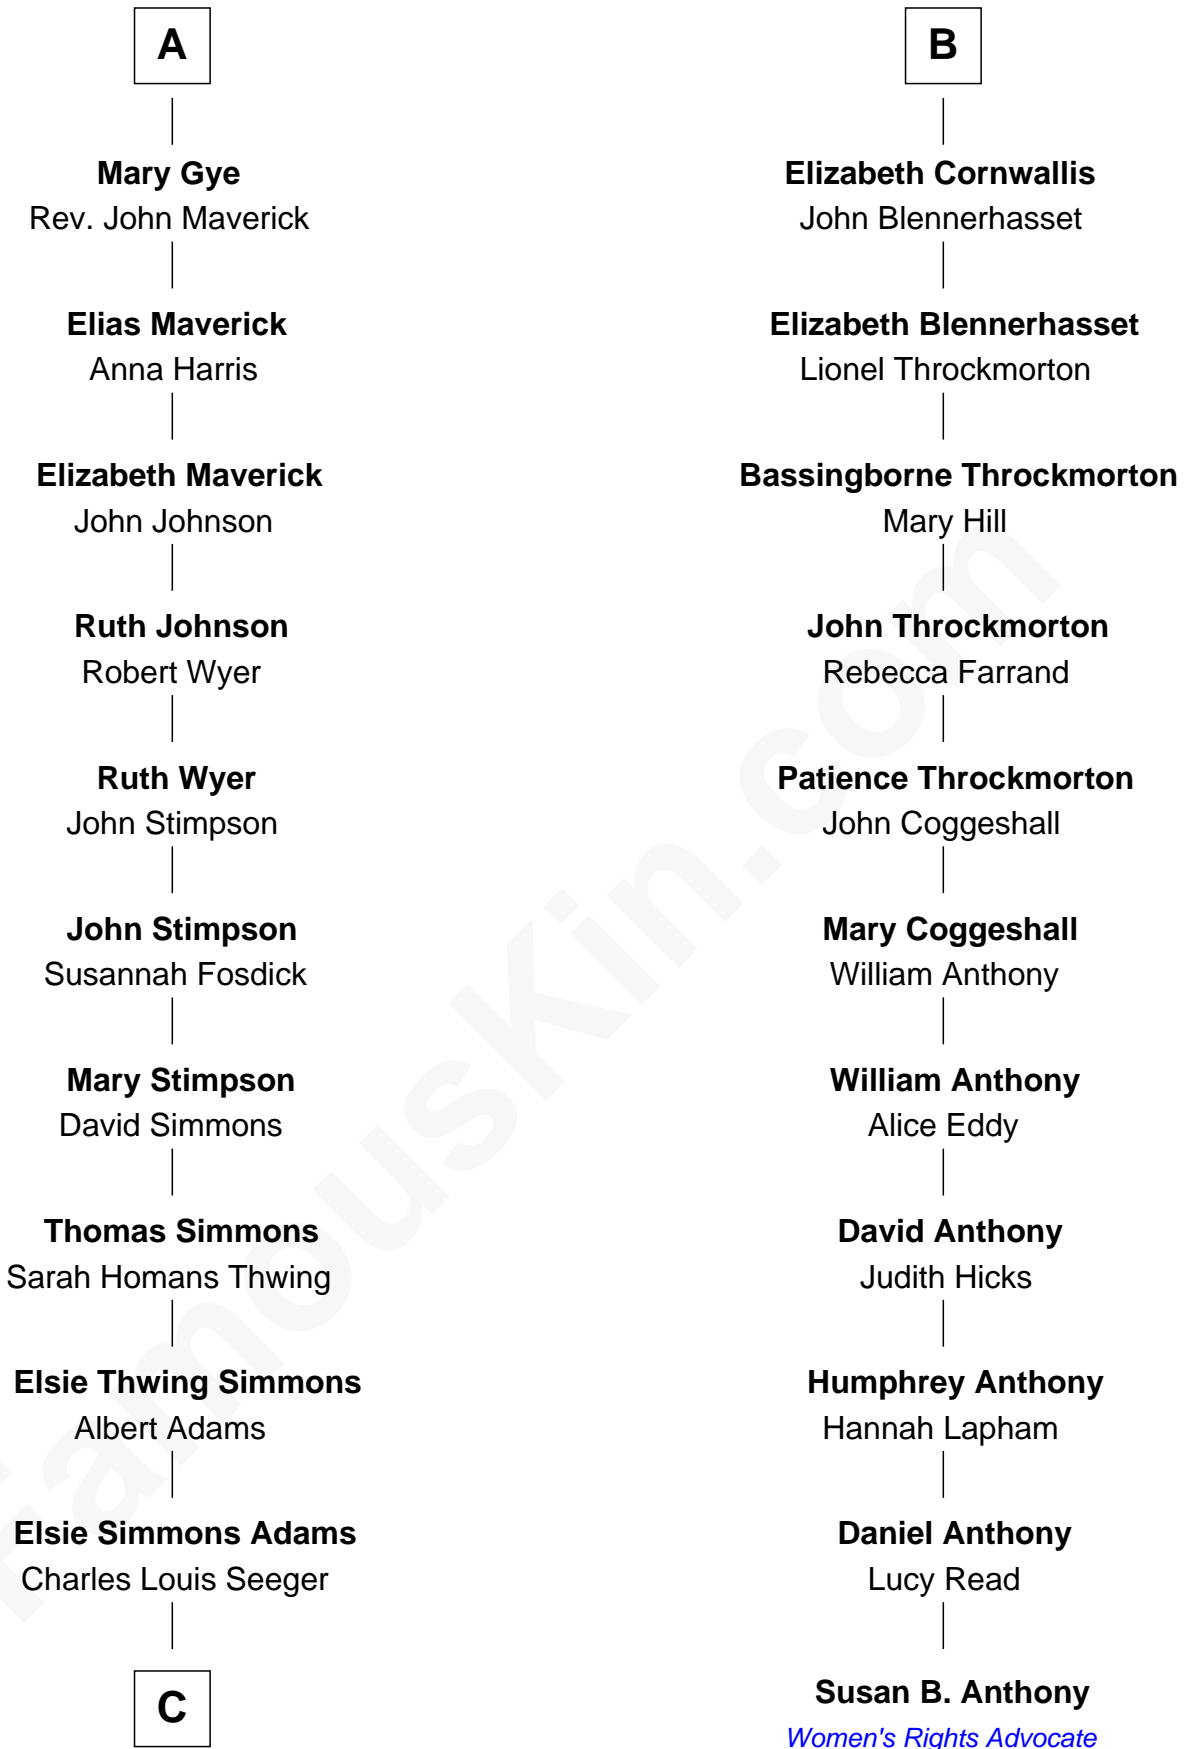 A
Mary Gye
Rev. John Maverick
Elias Maverick
Anna Harris
Elizabeth Maverick
John Johnson
Ruth Johnson
Robert Wyer
Ruth Wyer
John Stimpson
John Stimpson
Susannah Fosdick
Mary Stimpson
David Simmons
Thomas Simmons
Sarah Homans Thwing
Elsie Thwing Simmons
Albert Adams
Elsie Simmons Adams
Charles Louis Seeger
C
B
Elizabeth Cornwallis
John Blennerhasset
Elizabeth Blennerhasset
Lionel Throckmorton
Bassingborne Throckmorton
Mary Hill
John Throckmorton
Rebecca Farrand
Patience Throckmorton
John Coggeshall
Mary Coggeshall
William Anthony
William Anthony
Alice Eddy
David Anthony
Judith Hicks
Humphrey Anthony
Hannah Lapham
Daniel Anthony
Lucy Read
Susan B. Anthony
Women's Rights Advocate
FamousKin.com